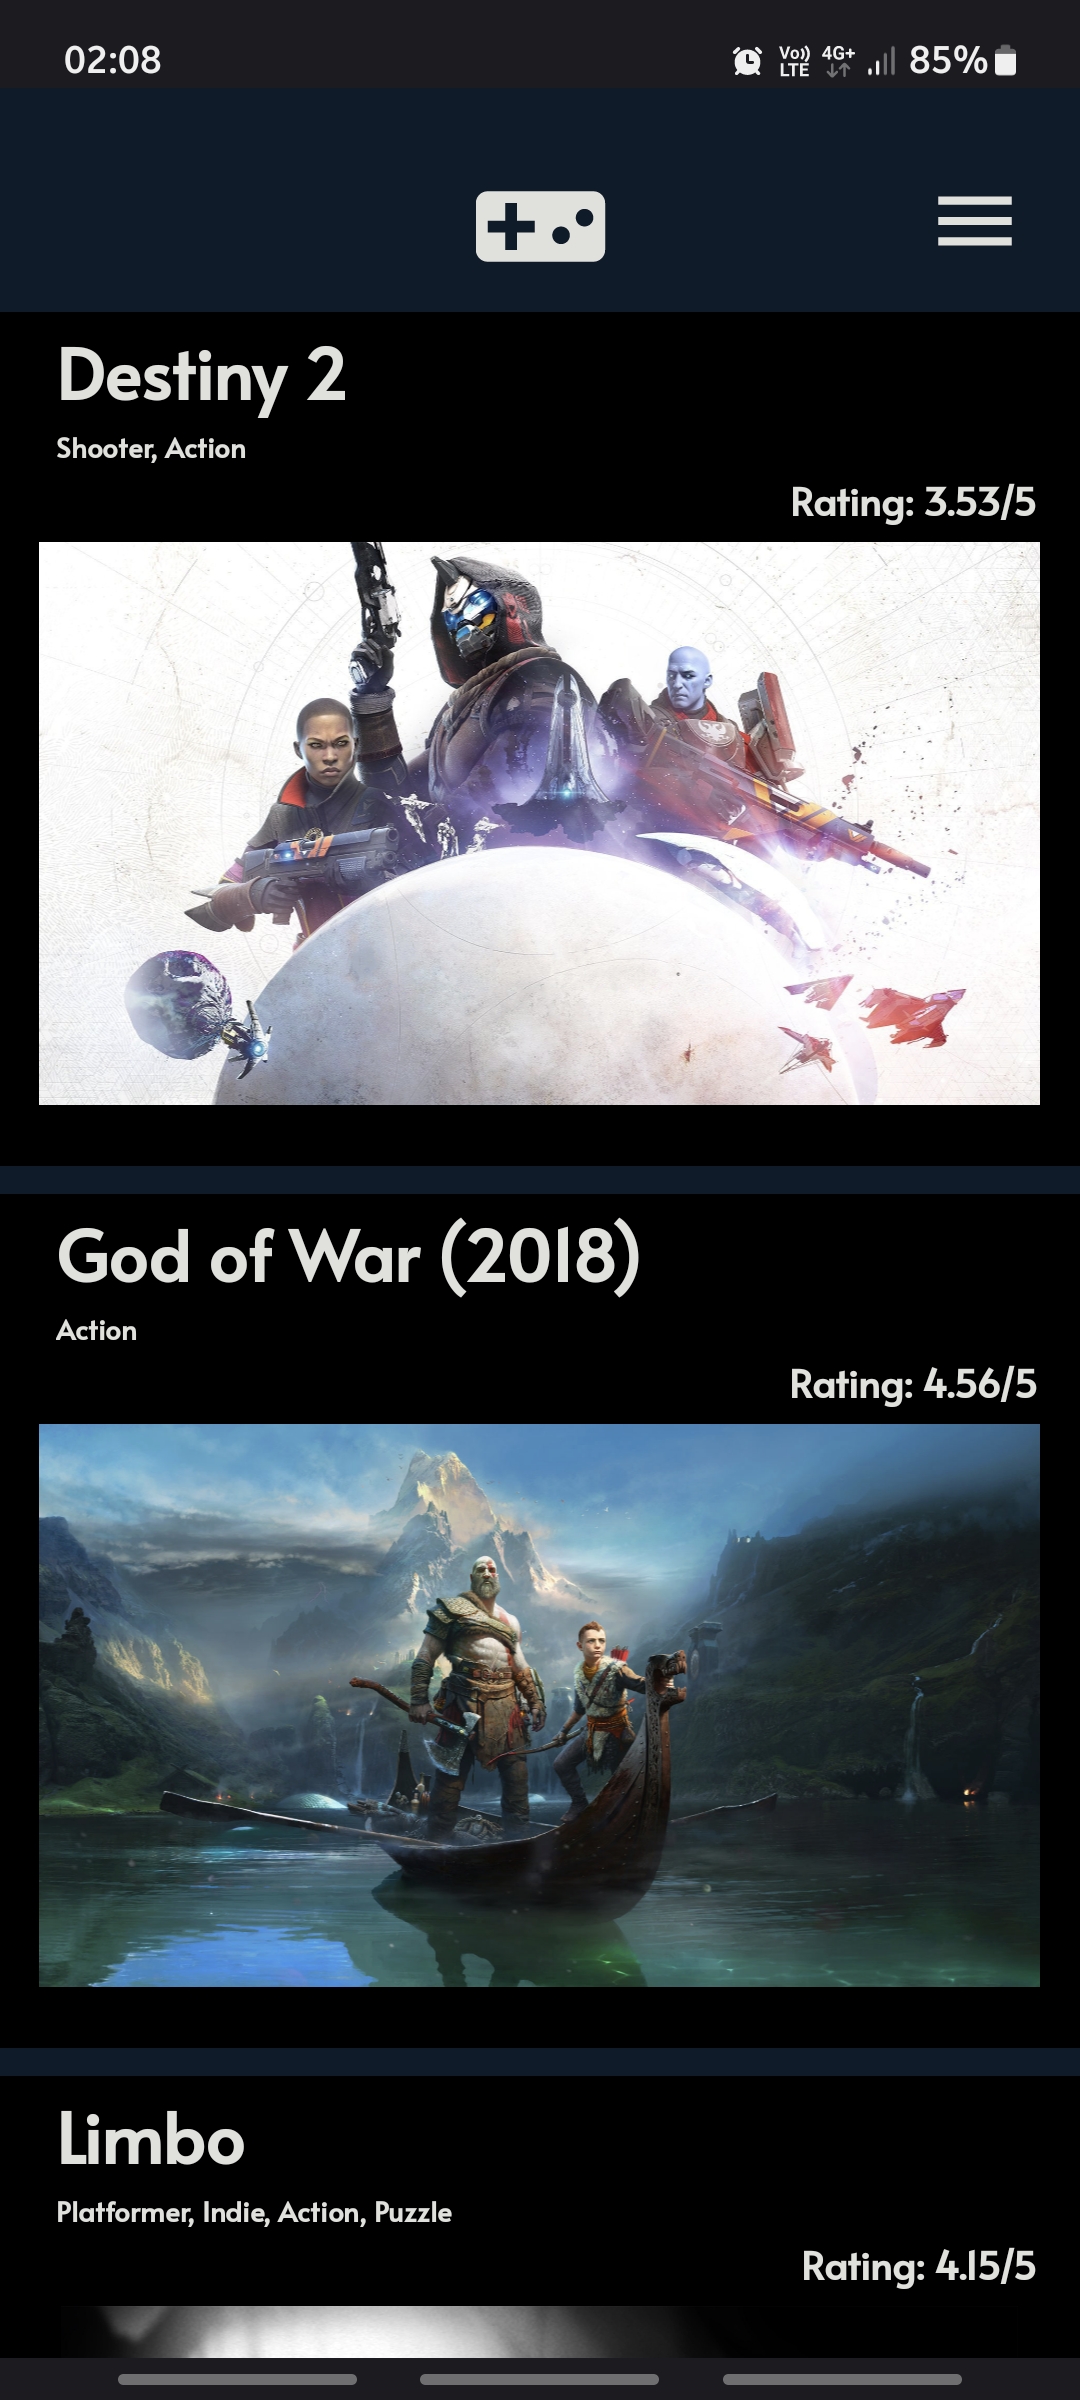 02:08
Vo)) LTE 4G+ 85%
Destiny 2
Shooter, Action
Rating: 3.53/5
God of War (2018)
Action
Rating: 4.56/5
Limbo
Platformer, Indie, Action, Puzzle
Rating: 4.15/5